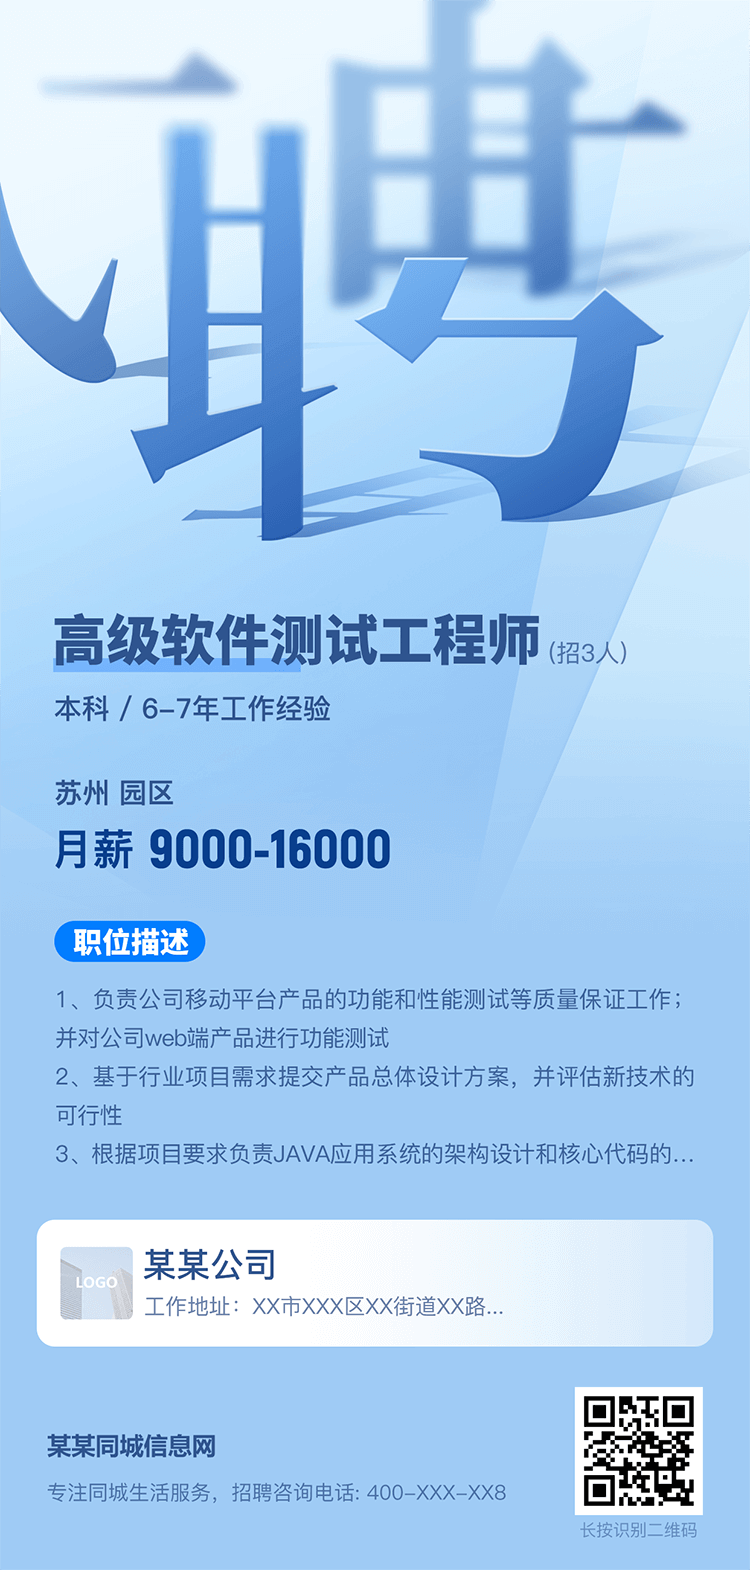 聘
高级软件测试工程师(招3人)
本科 / 6-7年工作经验
苏州 园区
月薪 9000-16000
职位描述
1、负责公司移动平台产品的功能和性能测试等质量保证工作；
并对公司web端产品进行功能测试
2、基于行业项目需求提交产品总体设计方案，并评估新技术的
可行性
3、根据项目要求负责JAVA应用系统的架构设计和核心代码的...
LOGO
某某公司
工作地址：XX市XXX区XX街道XX路...
某某同城信息网
专注同城生活服务，招聘咨询电话: 400-XXX-XX8
长按识别二维码